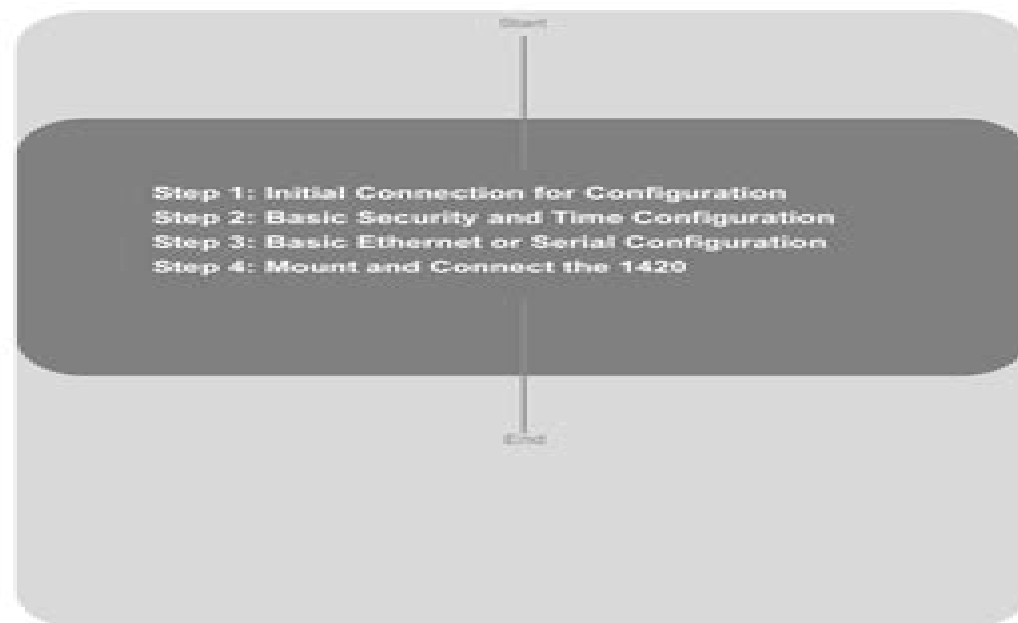 Start
Step 1: Initial Connection for Configuration
Step 2: Basic Security and Time Configuration
Step 3: Basic Ethernet or Serial Configuration
Step 4: Mount and Connect the 1420
End